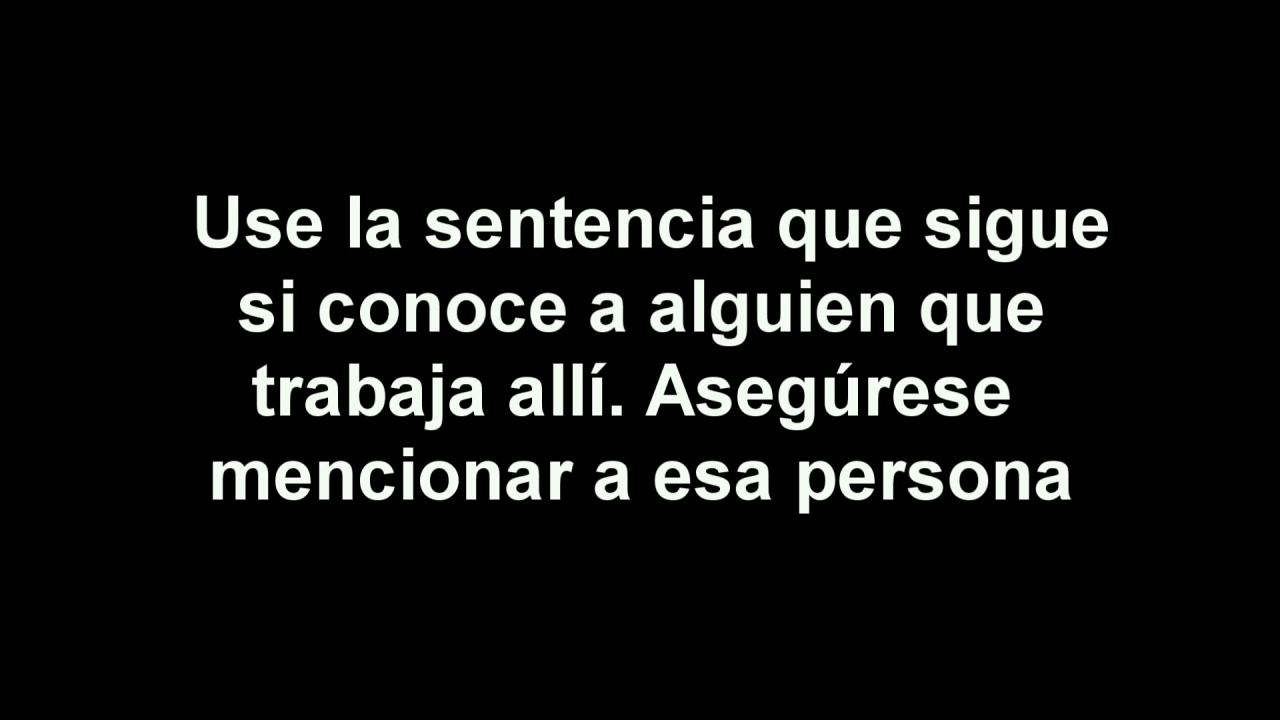 Use la sentencia que sigue
si conoce a alguien que
trabaja allí. Asegúrese
mencionar a esa persona